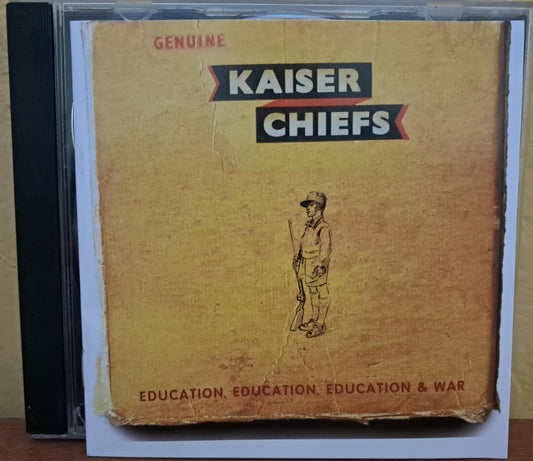 GENUINE
KAISER
CHIEFS
EDUCATION, EDUCATION, EDUCATION & WAR